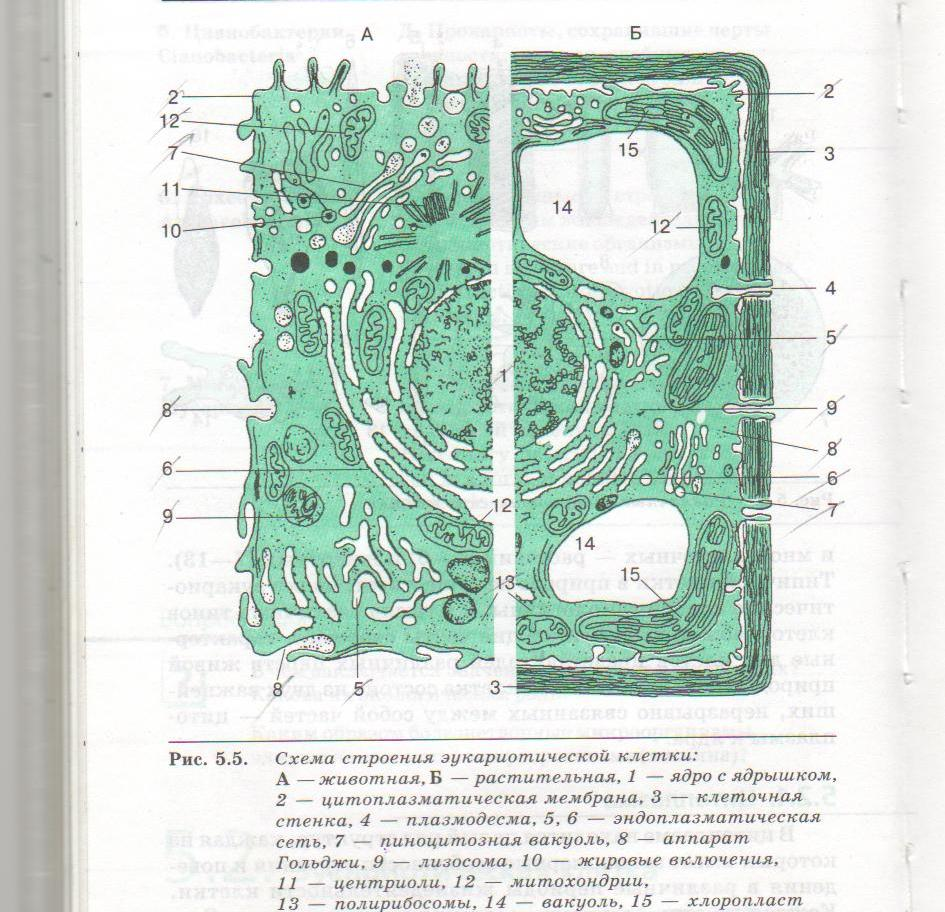 А Б
2 2
12
15
7 3
11
14
12
10
4
5
1
8 9
8
6 6
12 7
9
14
13 15
8 5 3
Рис. 5.5. Схема строения эукариотической клетки:
А — животная, Б — растительная, 1 — ядро с ядрышком,
2 — цитоплазматическая мембрана, 3 — клеточная
стенка, 4 — плазмодесма, 5, 6 — эндоплазматическая
сеть, 7 — пиноцитозная вакуоль, 8 — аппарат
Гольджи, 9 — лизосома, 10 — жировые включения,
11 — центриоли, 12 — митохондрии,
13 — полирибосомы, 14 — вакуоль, 15 — хлоропласт